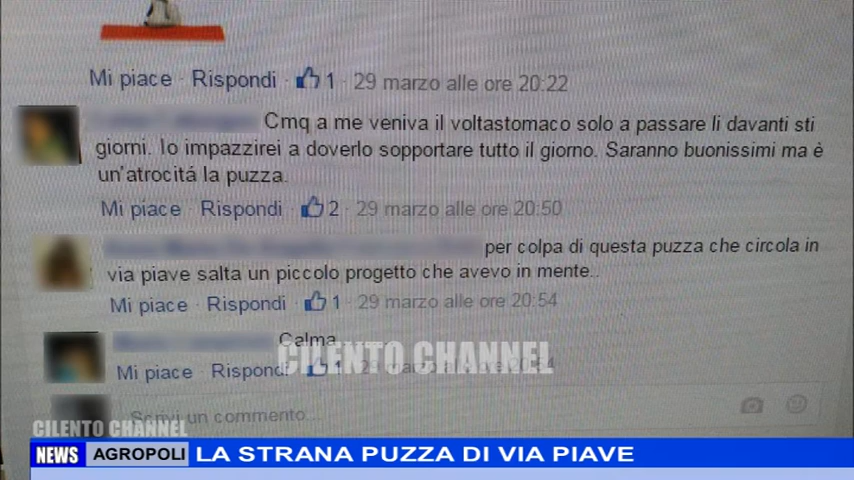 Mi piace · Rispondi · 1 · 29 marzo alle ore 20:22
Cmq a me veniva il voltastomaco solo a passare lì davanti sti
giorni. Io impazzirei a doverlo sopportare tutto il giorno. Saranno buonissimi ma è
un'atrocitá la puzza.
Mi piace · Rispondi · 2 · 29 marzo alle ore 20:50
per colpa di questa puzza che circola in
via piave salta un piccolo progetto che avevo in mente..
Mi piace · Rispondi · 1 · 29 marzo alle ore 20:54
Calma
CILENTO CHANNEL
Mi piace Rispondi
Scrivi un commento...
CILENTO CHANNEL
NEWS AGROPOLI LA STRANA PUZZA DI VIA PIAVE